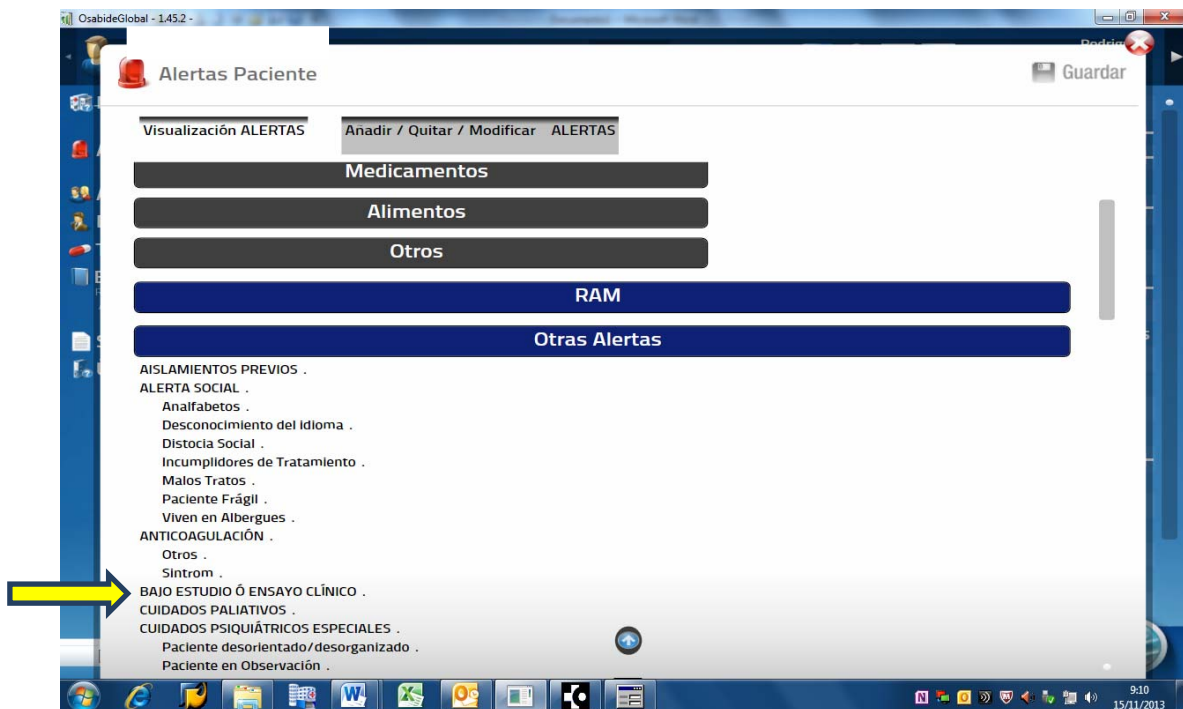 OsabideGlobal - 1.45.2 -
Alertas Paciente
Guardar
Visualización ALERTAS
Añadir / Quitar / Modificar ALERTAS
Medicamentos
Alimentos
Otros
RAM
Otras Alertas
AISLAMIENTOS PREVIOS .
ALERTA SOCIAL .
Analfabetos .
Desconocimiento del idioma .
Distocia Social .
Incumplidores de Tratamiento .
Malos Tratos .
Paciente Frágil .
Viven en Albergues .
ANTICOAGULACIÓN .
Otros .
Sintrom .
BAJO ESTUDIO Ó ENSAYO CLÍNICO .
CUIDADOS PALIATIVOS .
CUIDADOS PSIQUIÁTRICOS ESPECIALES .
Paciente desorientado/desorganizado .
Paciente en Observación .
9:10
15/11/2013